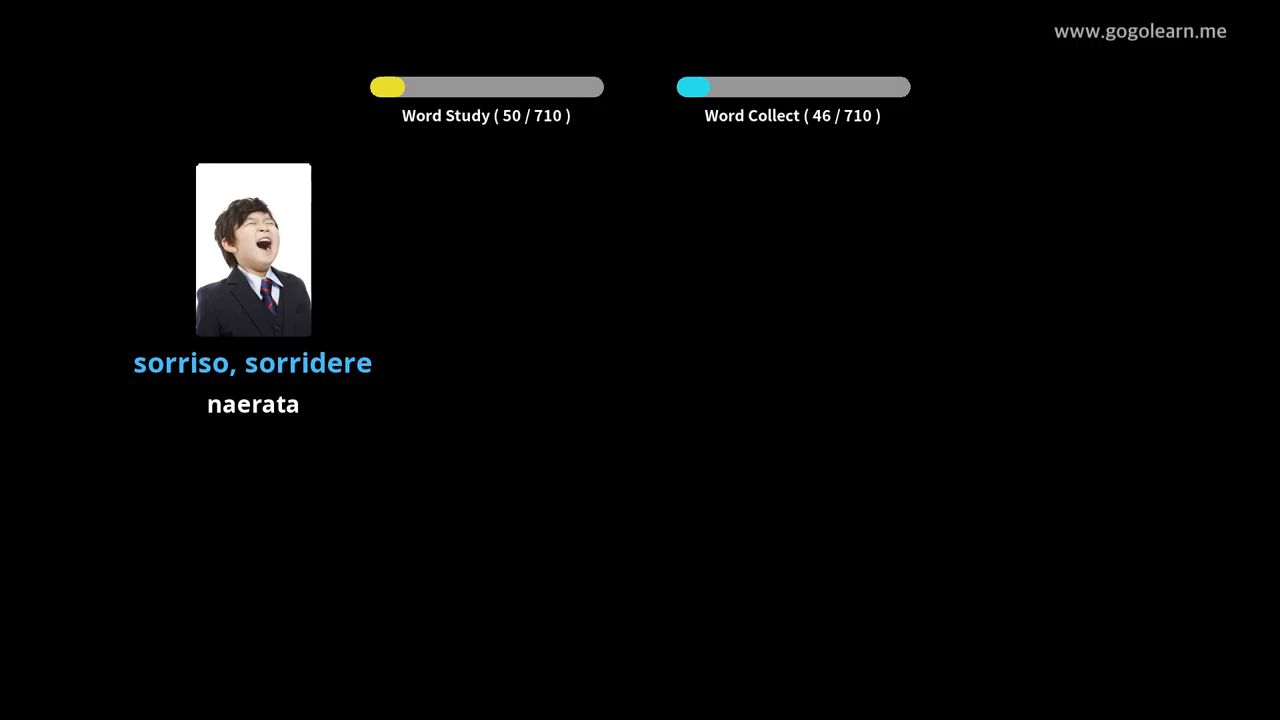 www.gogolearn.me
Word Study ( 50 / 710 )
Word Collect ( 46 / 710 )
sorriso, sorridere
naerata